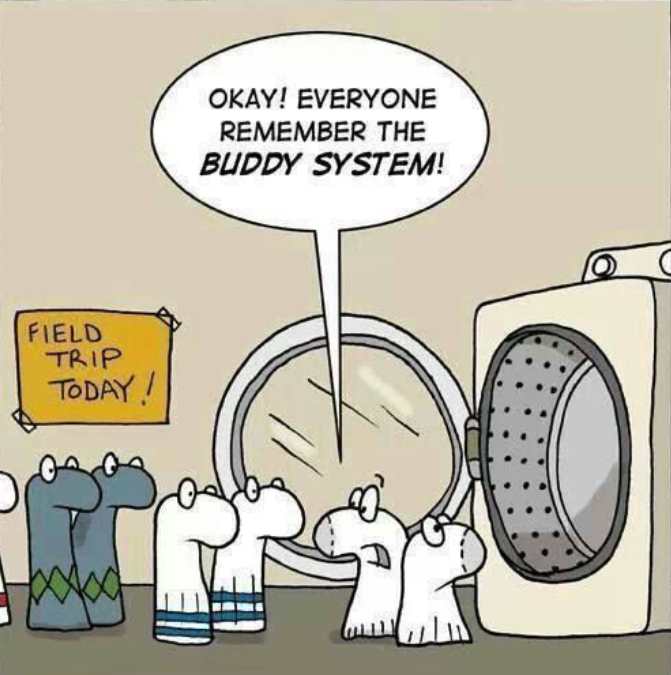 OKAY! EVERYONE
REMEMBER THE
BUDDY SYSTEM!
FIELD
TRIP
TODAY!